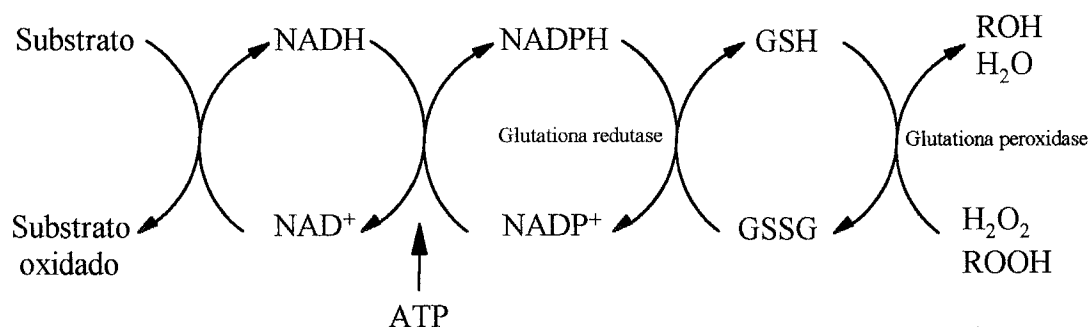 Substrato NADH NADPH GSH ROH
H₂O
Glutationa redutase Glutationa peroxidase
Substrato
oxidado NAD⁺ NADP⁺ GSSG H₂O₂
ROOH
ATP